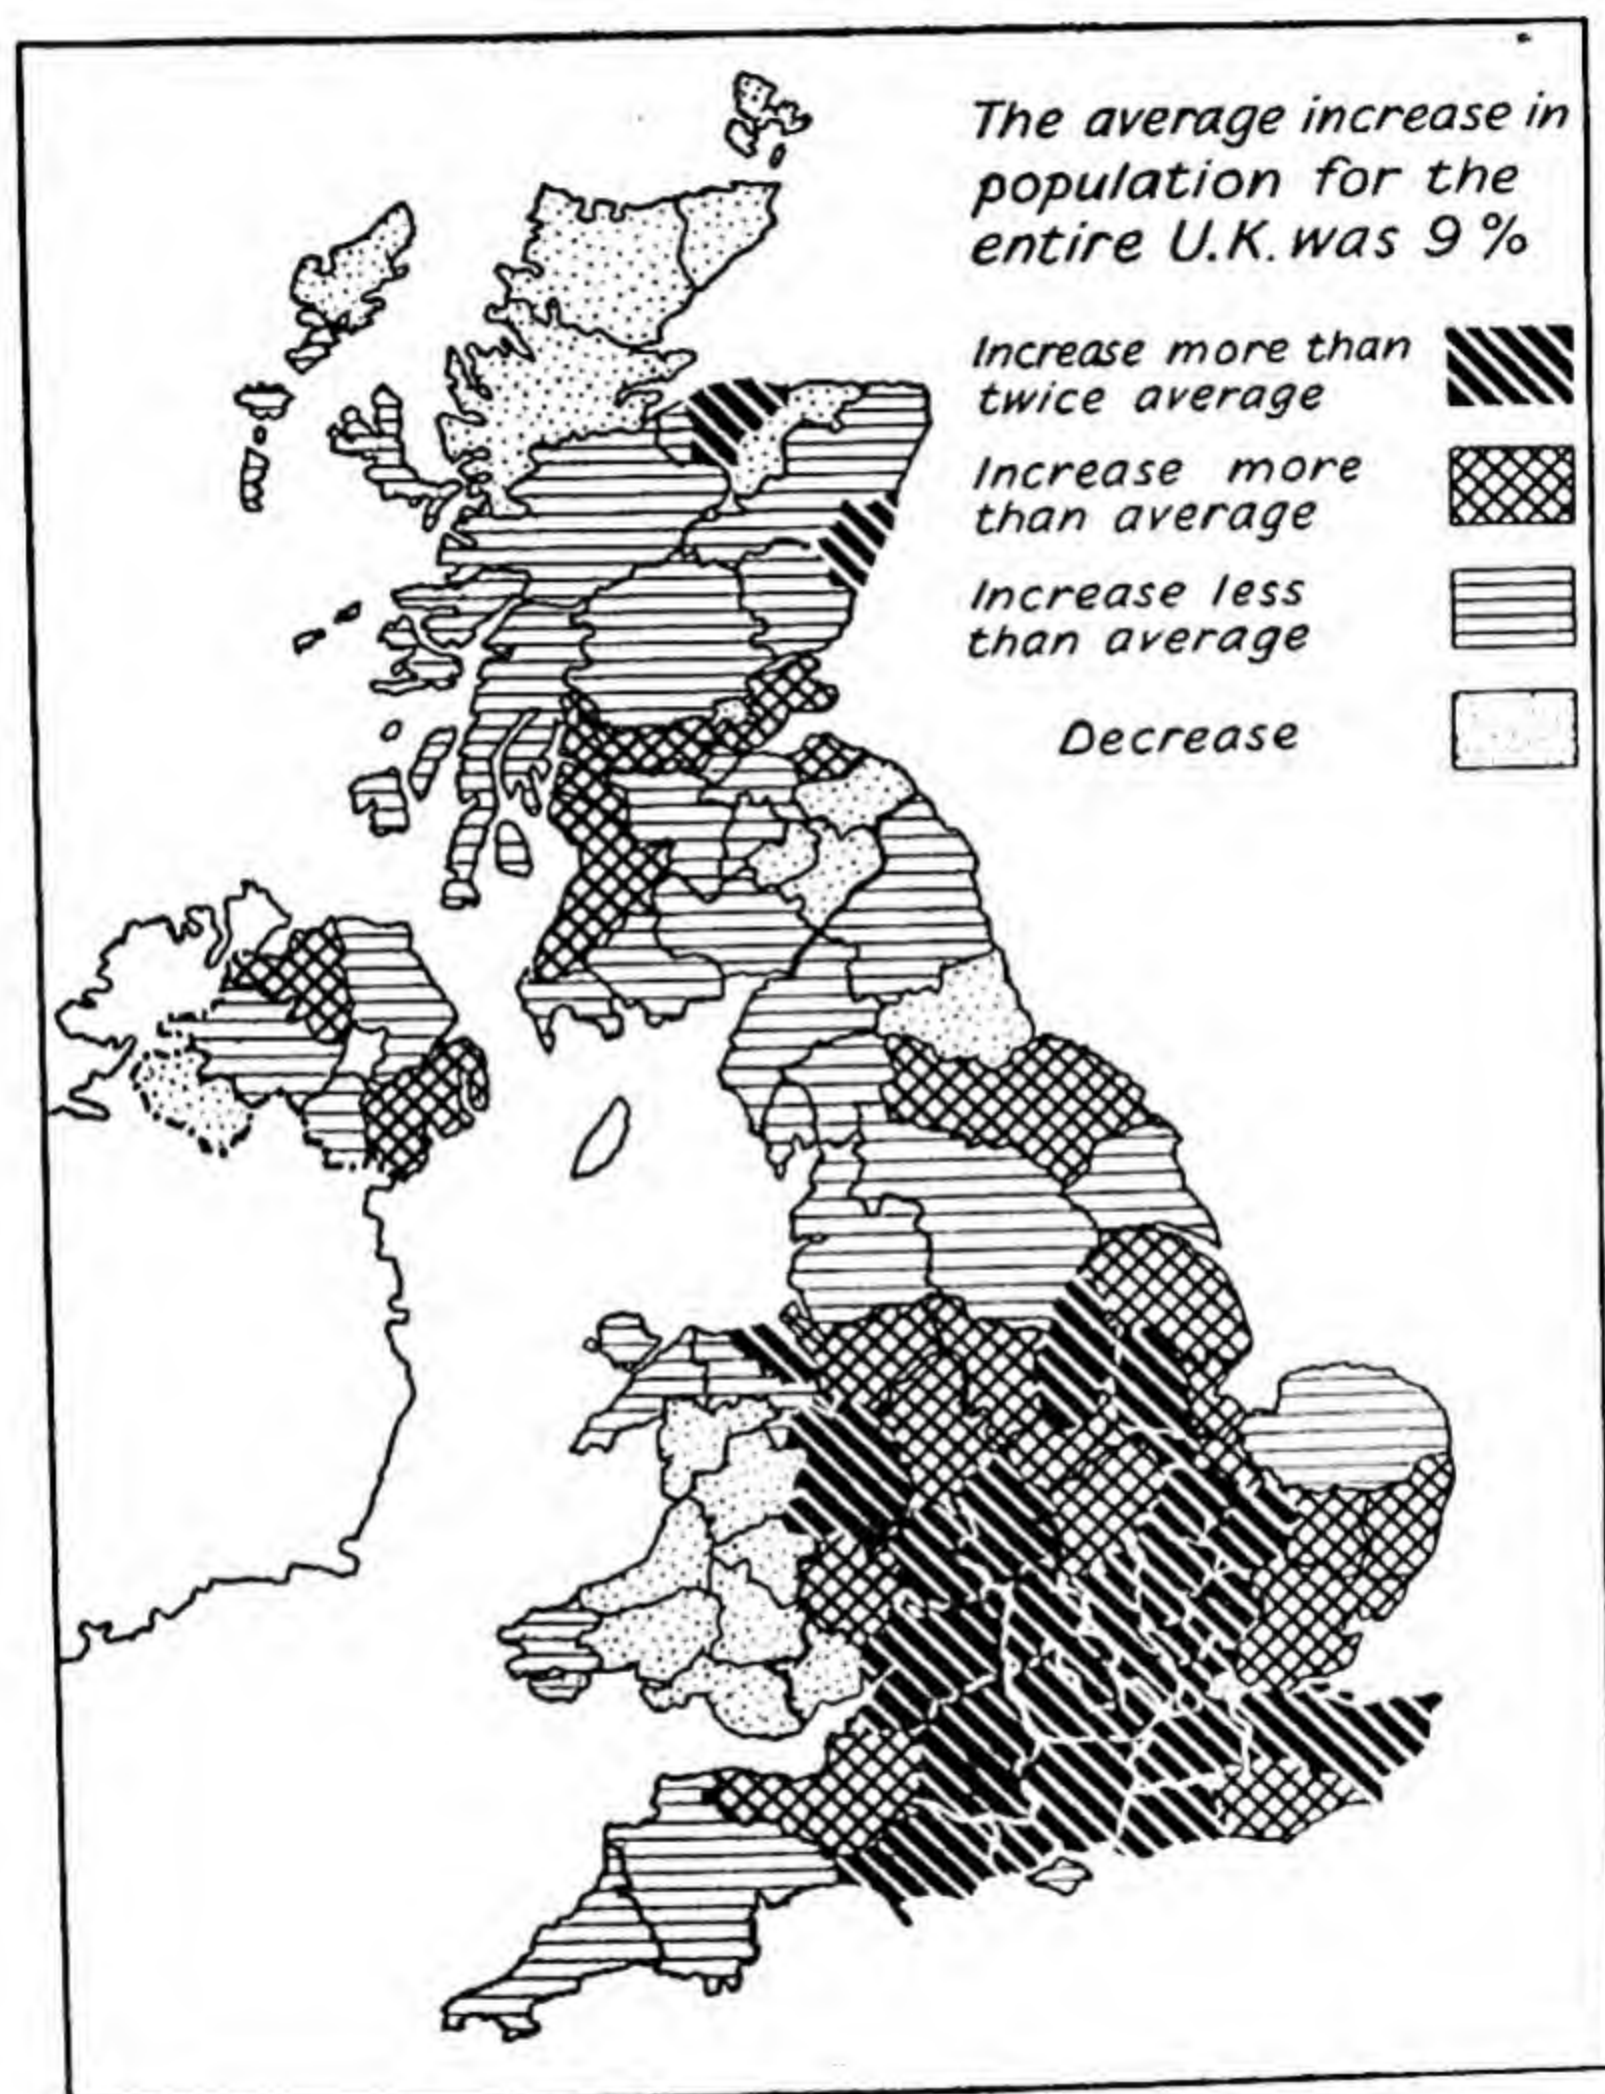 The average increase in
population for the
entire U.K. was 9%
Increase more than
twice average
Increase more
than average
Increase less
than average
Decrease